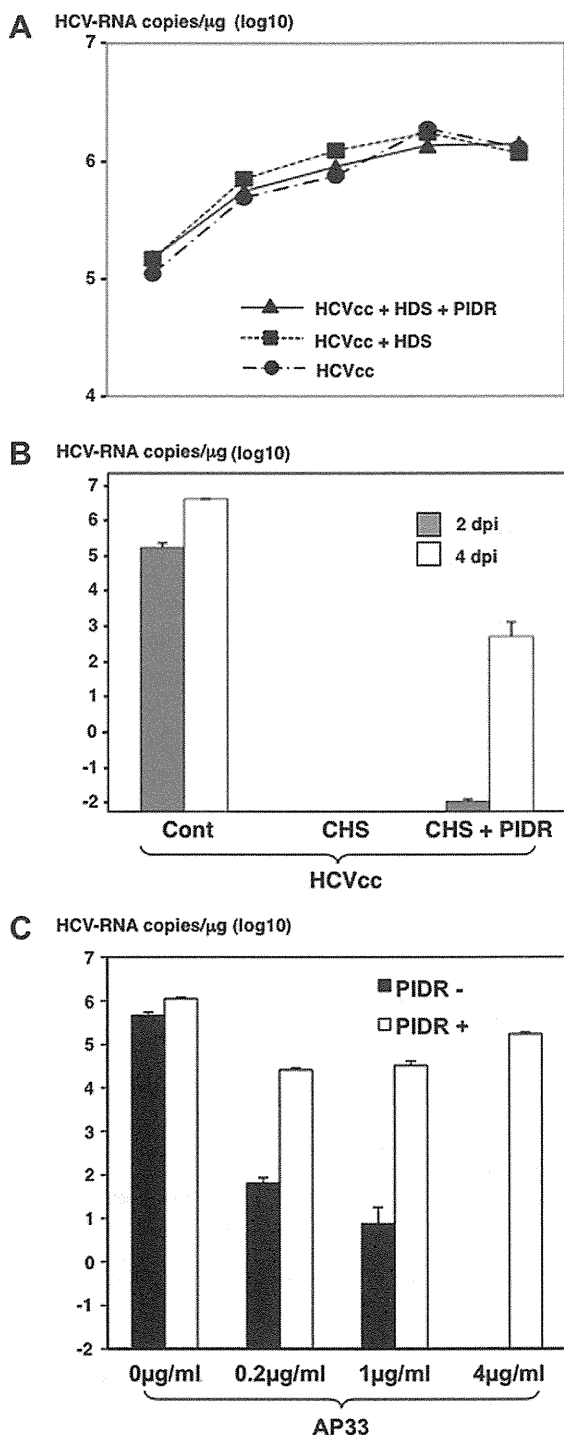 A HCV-RNA copies/µg (log10)
7
6
5
4
HCVcc + HDS + PIDR
HCVcc + HDS
HCVcc
B HCV-RNA copies/µg (log10)
7
6
5
4
3
2
1
0
-1
-2
2 dpi
4 dpi
Cont CHS CHS + PIDR
HCVcc
C HCV-RNA copies/µg (log10)
7
6
5
4
3
2
1
0
-1
-2
PIDR -
PIDR +
0µg/ml 0.2µg/ml 1µg/ml 4µg/ml
AP33